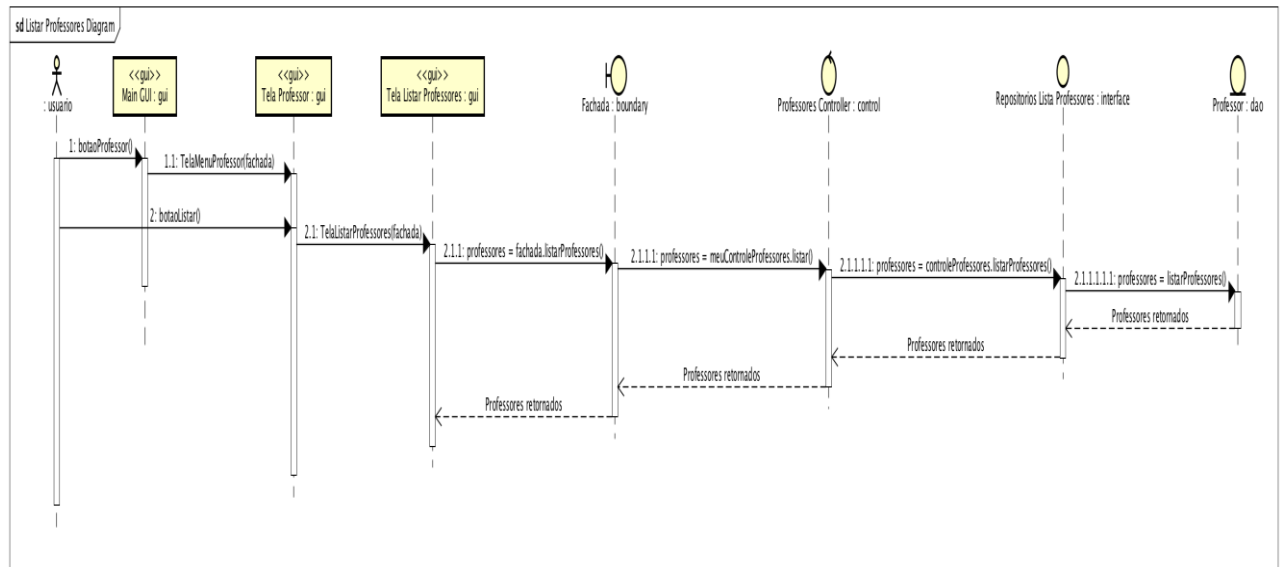 sd Listar Professores Diagram
: usuario
<<gui>>
Main GUI : gui
<<gui>>
Tela Professor : gui
<<gui>>
Tela Listar Professores : gui
Fachada : boundary
Professores Controller : control
Repositorios Lista Professores : interface
Professor : dao
1: botaoProfessor()
1.1: TelaMenuProfessor(fachada)
2: botaoListar()
2.1: TelaListarProfessores(fachada)
2.1.1: professores = fachada.listarProfessores()
2.1.1.1: professores = meuControleProfessores.listar()
2.1.1.1.1: professores = controleProfessores.listarProfessores()
2.1.1.1.1.1: professores = listarProfessores()
Professores retornados
Professores retornados
Professores retornados
Professores retornados